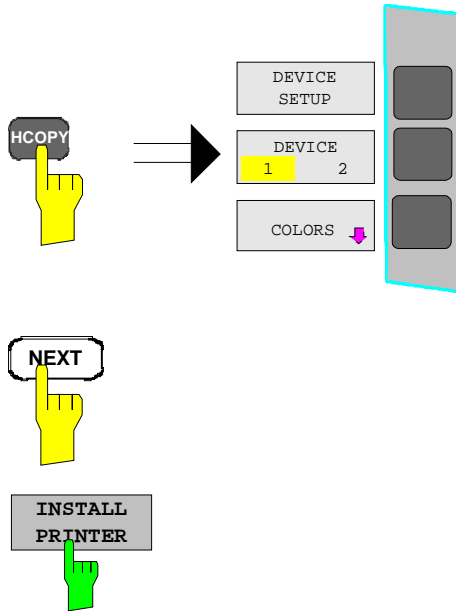 DEVICE
SETUP
HCOPY
DEVICE
1 2
COLORS
NEXT
INSTALL
PRINTER